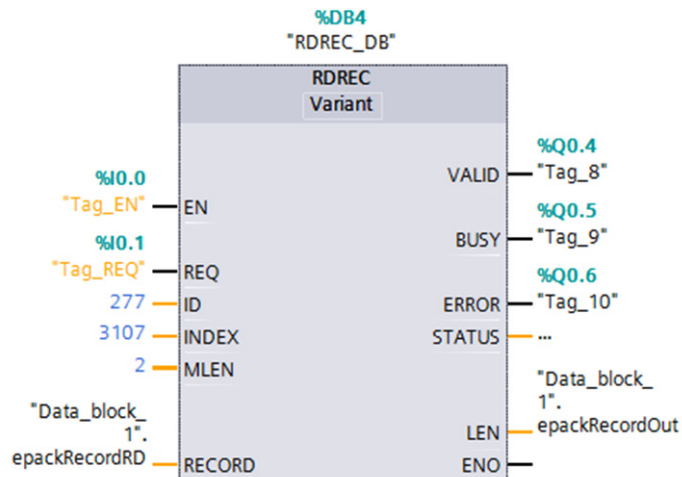 %DB4
"RDREC_DB"
RDREC
Variant
%Q0.4
VALID "Tag_8"
%I0.0
"Tag_EN" EN
%Q0.5
BUSY "Tag_9"
%I0.1
"Tag_REQ" REQ
%Q0.6
277 ID ERROR "Tag_10"
3107 INDEX STATUS ...
2 MLEN
"Data_block_
1".
LEN epackRecordOut
"Data_block_
1".
epackRecordRD RECORD ENO